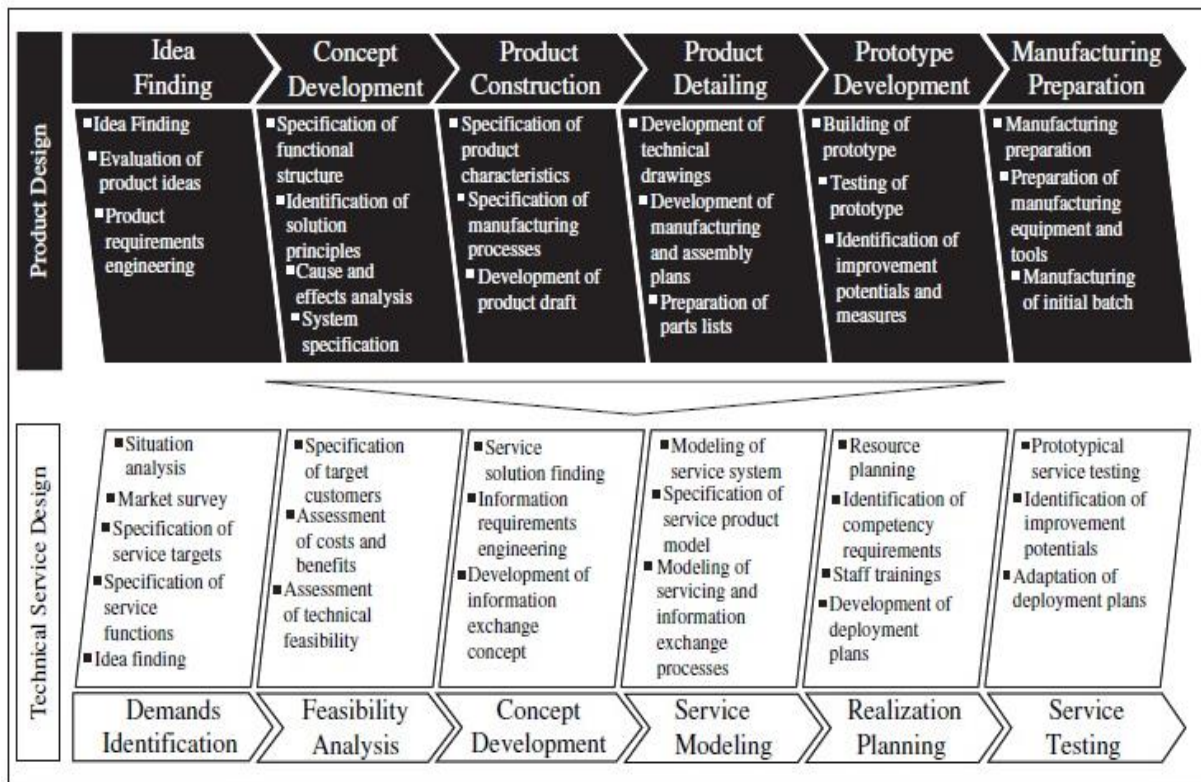 Product Design
Idea
Finding
Concept
Development
Product
Construction
Product
Detailing
Prototype
Development
Manufacturing
Preparation
▪Idea Finding
▪Evaluation of
product ideas
▪Product
requirements
engineering
▪Specification of
functional
structure
▪Identification of
solution
principles
▪Cause and
effects analysis
▪System
specification
▪Specification of
product
characteristics
▪Specification of
manufacturing
processes
▪Development of
product draft
▪Development of
technical
drawings
▪Development of
manufacturing
and assembly
plans
▪Preparation of
parts lists
▪Building of
prototype
▪Testing of
prototype
▪Identification of
improvement
potentials and
measures
▪Manufacturing
preparation
▪Preparation of
manufacturing
equipment and
tools
▪Manufacturing
of initial batch
Technical Service Design
▪Situation
analysis
▪Market survey
▪Specification of
service targets
▪Specification of
service
functions
▪Idea finding
▪Specification
of target
customers
▪Assessment
of costs and
benefits
▪Assessment
of technical
feasibility
▪Service
solution finding
▪Information
requirements
engineering
▪Development of
information
exchange
concept
▪Modeling of
service system
▪Specification of
service product
model
▪Modeling of
servicing and
information
exchange
processes
▪Resource
planning
▪Identification of
competency
requirements
▪Staff trainings
▪Development of
deployment
plans
▪Prototypical
service testing
▪Identification of
improvement
potentials
▪Adaptation of
deployment plans
Demands
Identification
Feasibility
Analysis
Concept
Development
Service
Modeling
Realization
Planning
Service
Testing